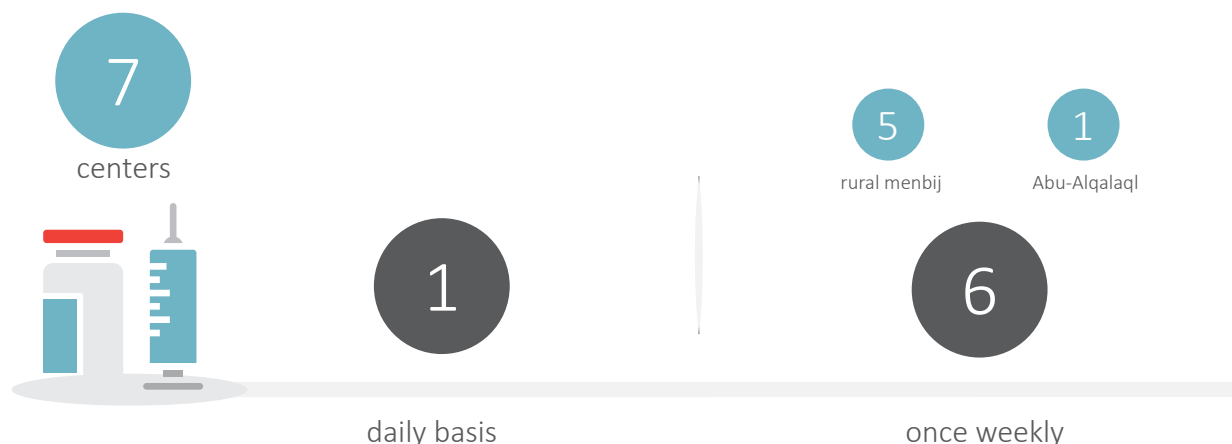 7
centers
5
1
rural menbij
Abu-Alqalaql
1
6
daily basis
once weekly